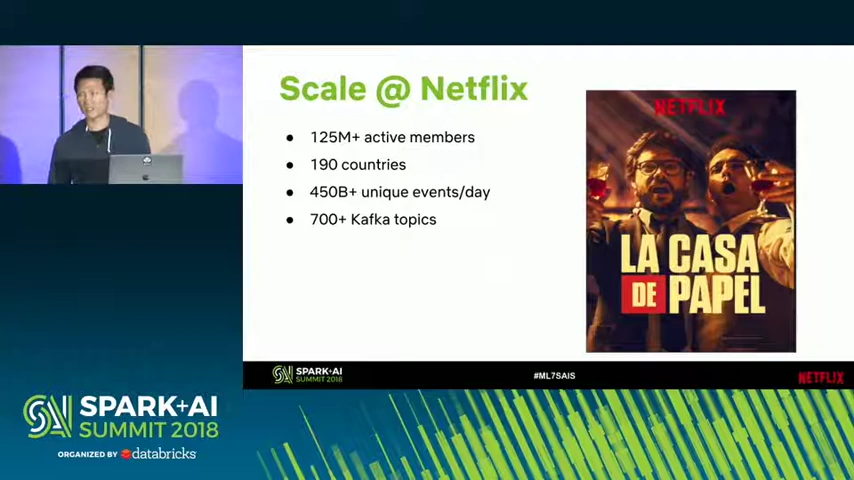 Scale @ Netflix
● 125M+ active members
● 190 countries
● 450B+ unique events/day
● 700+ Kafka topics
NETFLIX
LA CASA
DE PAPEL
SPARK+AI
SUMMIT 2018
#ML7SAIS
NETFLIX
SPARK+AI
SUMMIT 2018
ORGANIZED BY databricks